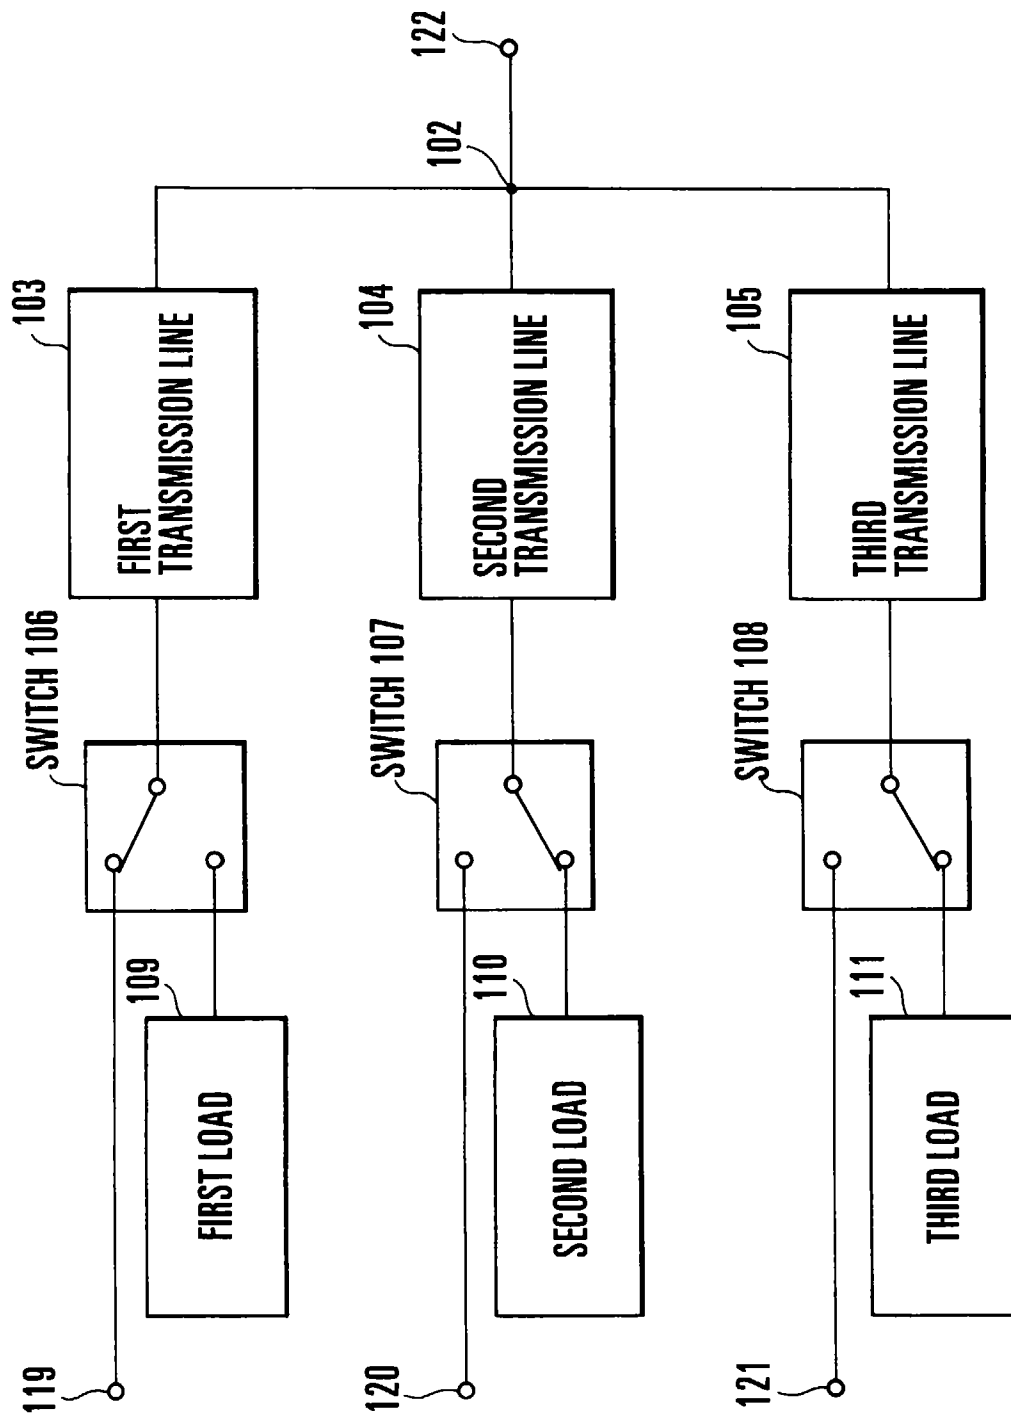 122
102
103
FIRST
TRANSMISSION LINE
104
SECOND
TRANSMISSION LINE
105
THIRD
TRANSMISSION LINE
SWITCH 106
SWITCH 107
SWITCH 108
109
FIRST LOAD
110
SECOND LOAD
111
THIRD LOAD
119
120
121